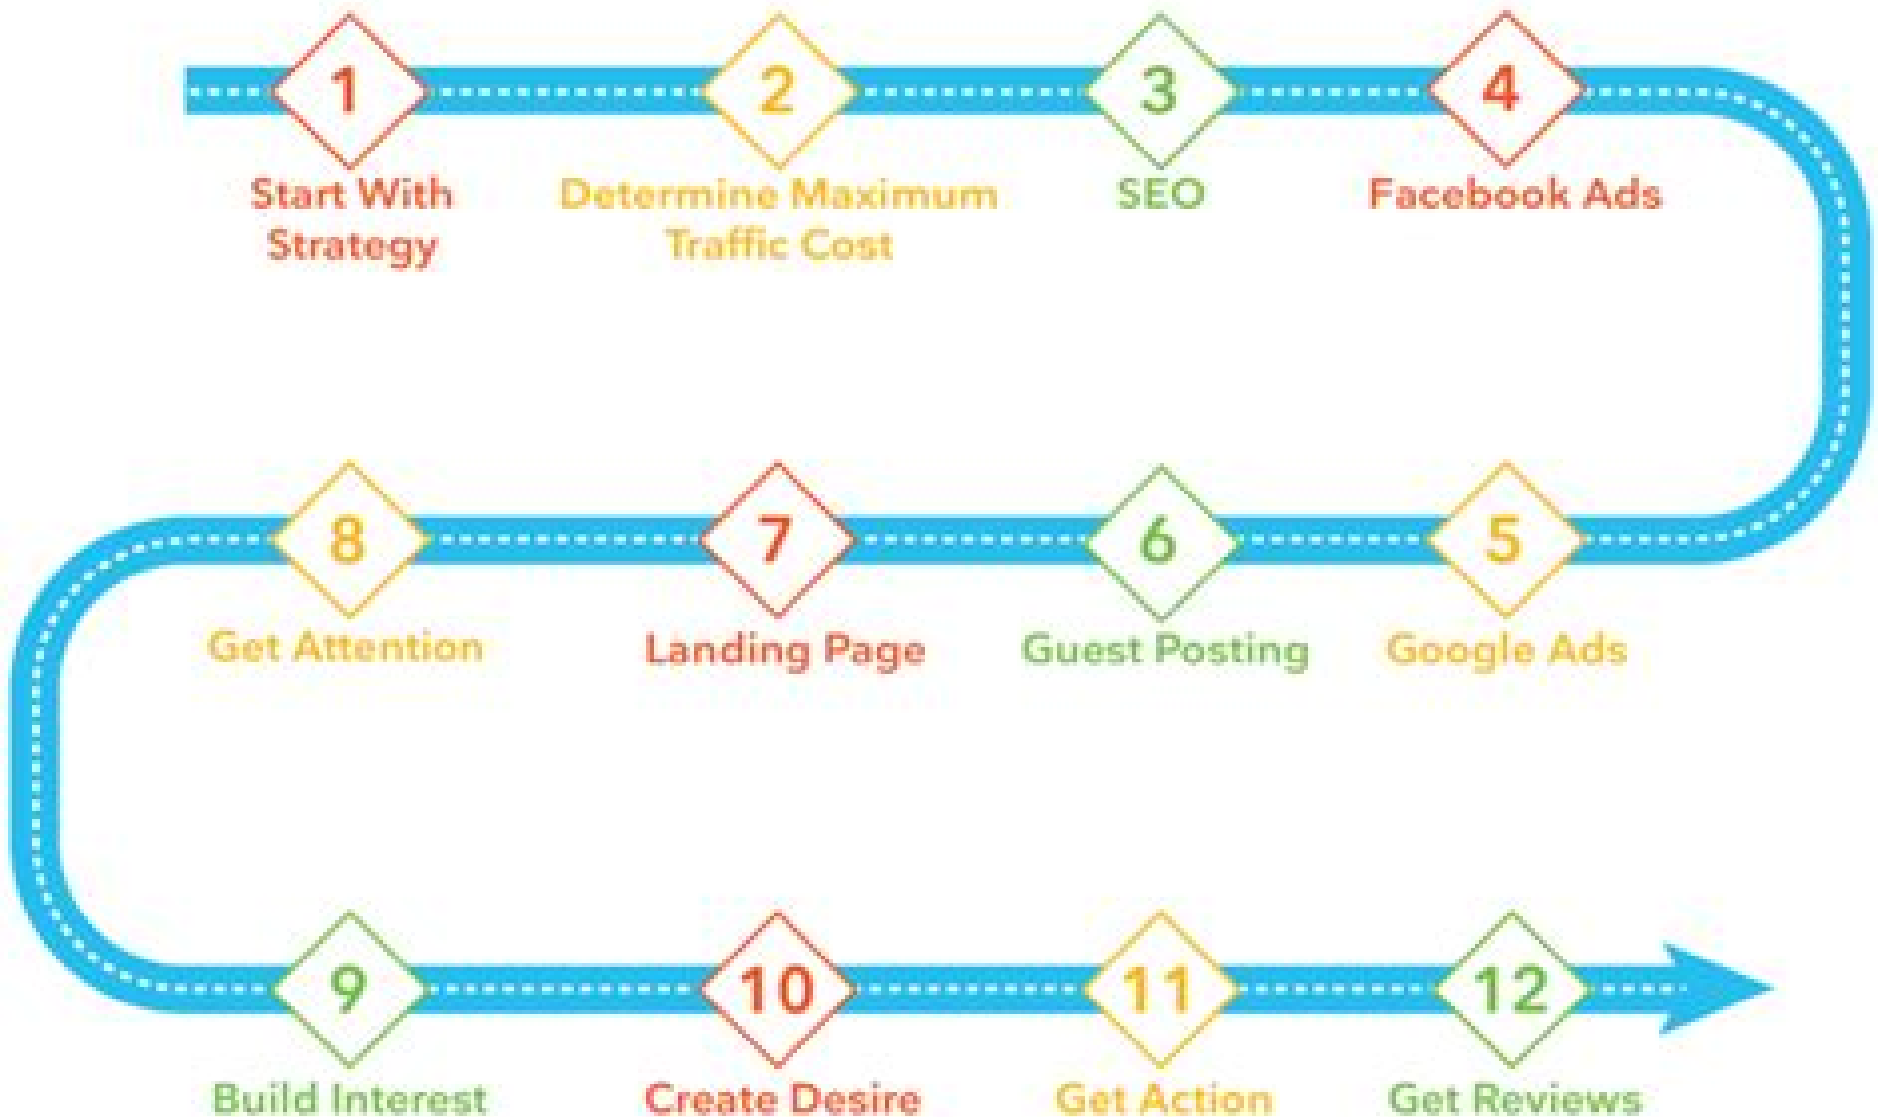 1
Start With
Strategy
2
Determine Maximum
Traffic Cost
3
SEO
4
Facebook Ads
5
Google Ads
6
Guest Posting
7
Landing Page
8
Get Attention
9
Build Interest
10
Create Desire
11
Get Action
12
Get Reviews